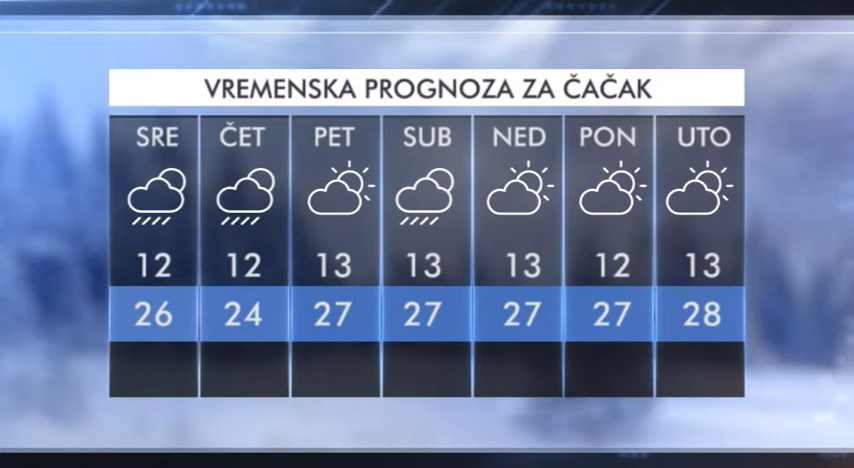 VREMENSKA PROGNOZA ZA ČAČAK
SRE ČET PET SUB NED PON UTO
12 12 13 13 13 12 13
26 24 27 27 27 27 28